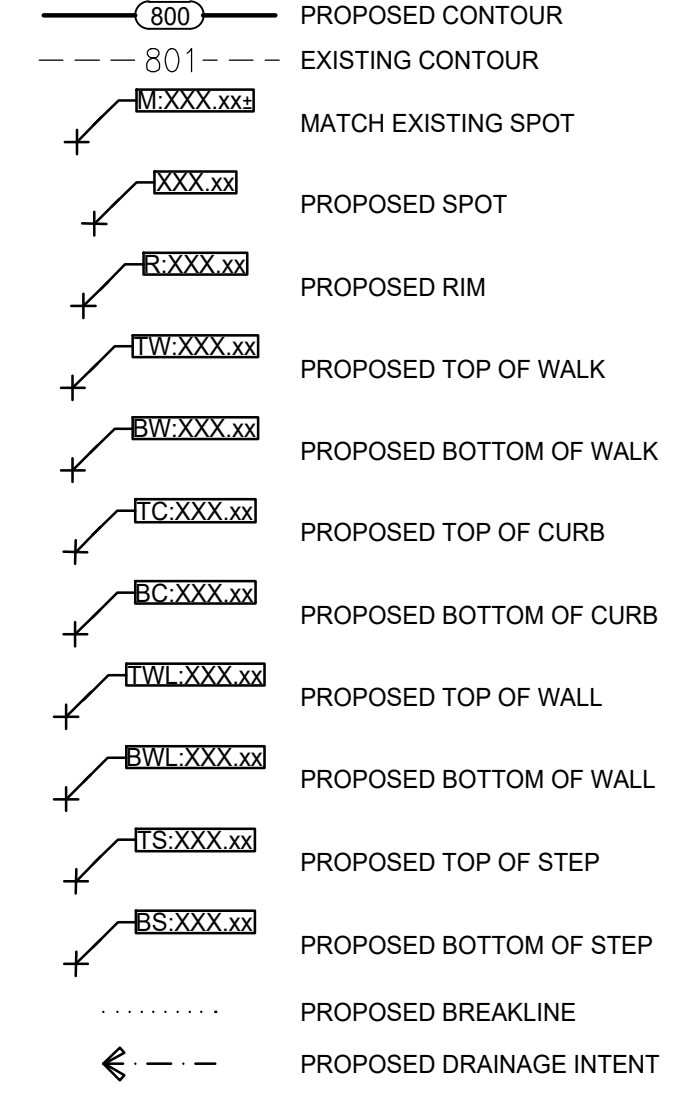 800 PROPOSED CONTOUR
801 EXISTING CONTOUR
M:XXX.xx± MATCH EXISTING SPOT
XXX.xx PROPOSED SPOT
R:XXX.xx PROPOSED RIM
TW:XXX.xx PROPOSED TOP OF WALK
BW:XXX.xx PROPOSED BOTTOM OF WALK
TC:XXX.xx PROPOSED TOP OF CURB
BC:XXX.xx PROPOSED BOTTOM OF CURB
TWL:XXX.xx PROPOSED TOP OF WALL
BWL:XXX.xx PROPOSED BOTTOM OF WALL
TS:XXX.xx PROPOSED TOP OF STEP
BS:XXX.xx PROPOSED BOTTOM OF STEP
PROPOSED BREAKLINE
PROPOSED DRAINAGE INTENT